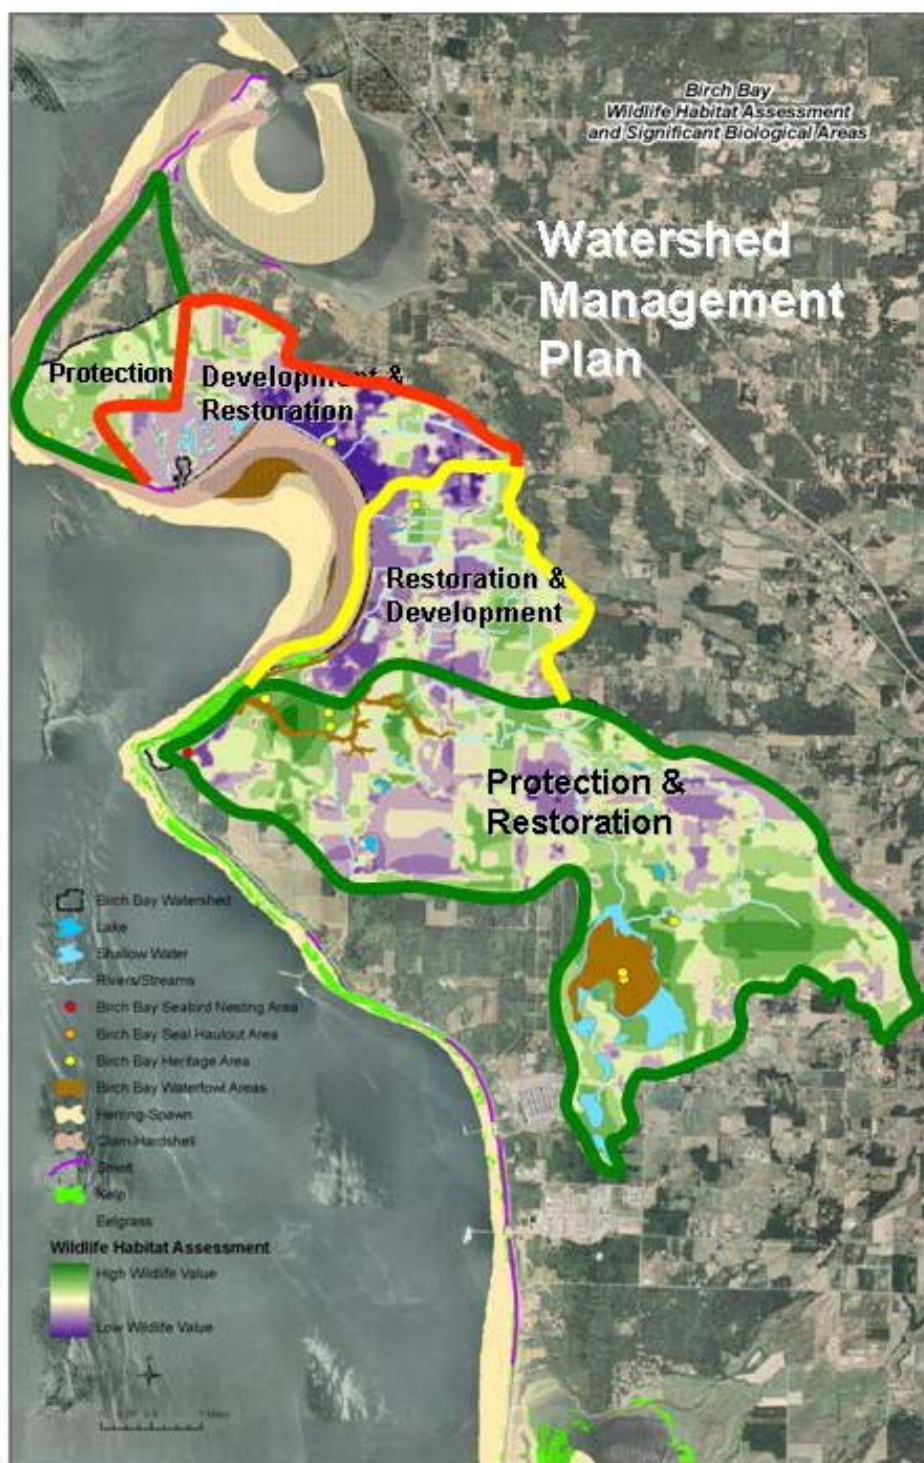 Birch Bay
Wildlife Habitat Assessment
and Significant Biological Areas
Watershed
Management
Plan
Protection
Development &
Restoration
Restoration &
Development
Protection &
Restoration
Birch Bay Watershed
Lake
Shallow Water
Rivers/Streams
Birch Bay Seabird Nesting Area
Birch Bay Seal Haulout Area
Birch Bay Heritage Area
Birch Bay Waterfowl Areas
Herring-Spawn
Clam-Hardshell
Smelt
Kelp
Eelgrass
Wildlife Habitat Assessment
High Wildlife Value
Low Wildlife Value